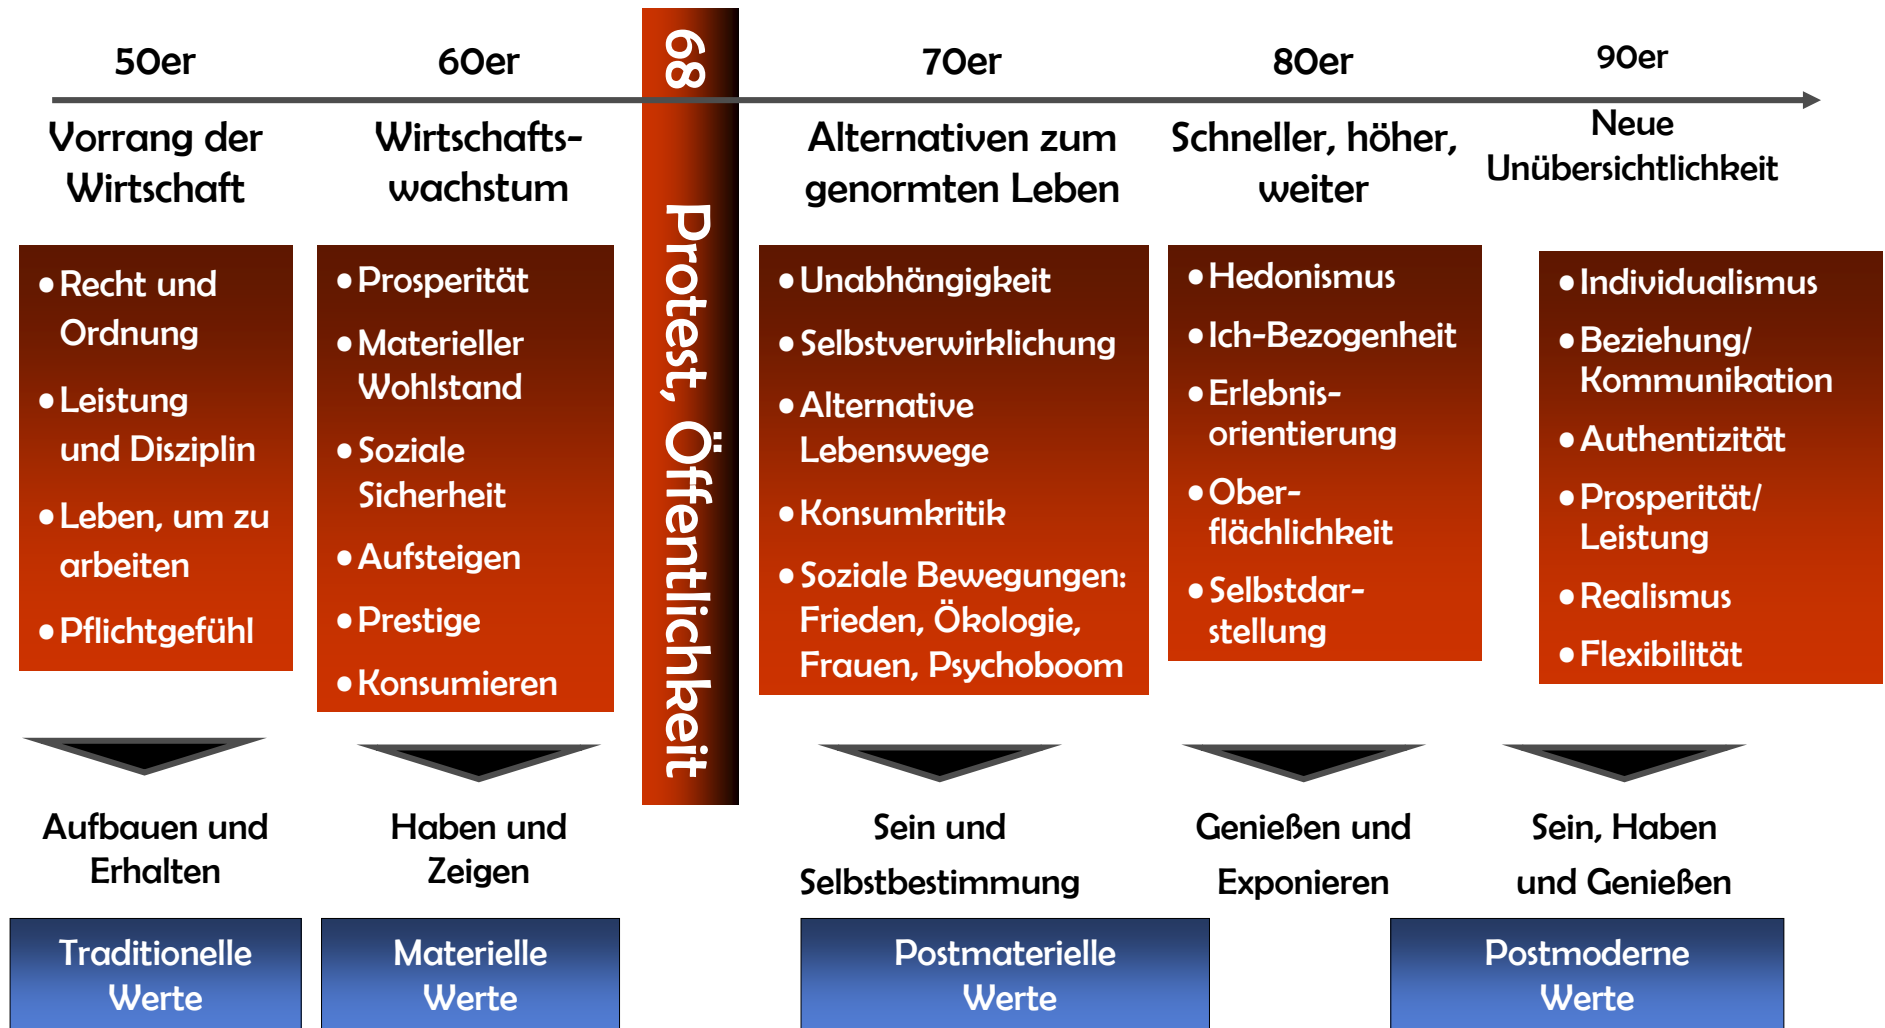 50er
Vorrang der
Wirtschaft
• Recht und
Ordnung
• Leistung
und Disziplin
• Leben, um zu
arbeiten
• Pflichtgefühl
Aufbauen und
Erhalten
Traditionelle
Werte
60er
Wirtschafts-
wachstum
• Prosperität
• Materieller
Wohlstand
• Soziale
Sicherheit
• Aufsteigen
• Prestige
• Konsumieren
Haben und
Zeigen
Materielle
Werte
68 Protest, Öffentlichkeit
70er
Alternativen zum
genormten Leben
• Unabhängigkeit
• Selbstverwirklichung
• Alternative
Lebenswege
• Konsumkritik
• Soziale Bewegungen:
Frieden, Ökologie,
Frauen, Psychoboom
Sein und
Selbstbestimmung
Postmaterielle
Werte
80er
Schneller, höher,
weiter
• Hedonismus
• Ich-Bezogenheit
• Erlebnis-
orientierung
• Ober-
flächlichkeit
• Selbstdar-
stellung
Genießen und
Exponieren
90er
Neue
Unübersichtlichkeit
• Individualismus
• Beziehung/
Kommunikation
• Authentizität
• Prosperität/
Leistung
• Realismus
• Flexibilität
Sein, Haben
und Genießen
Postmoderne
Werte